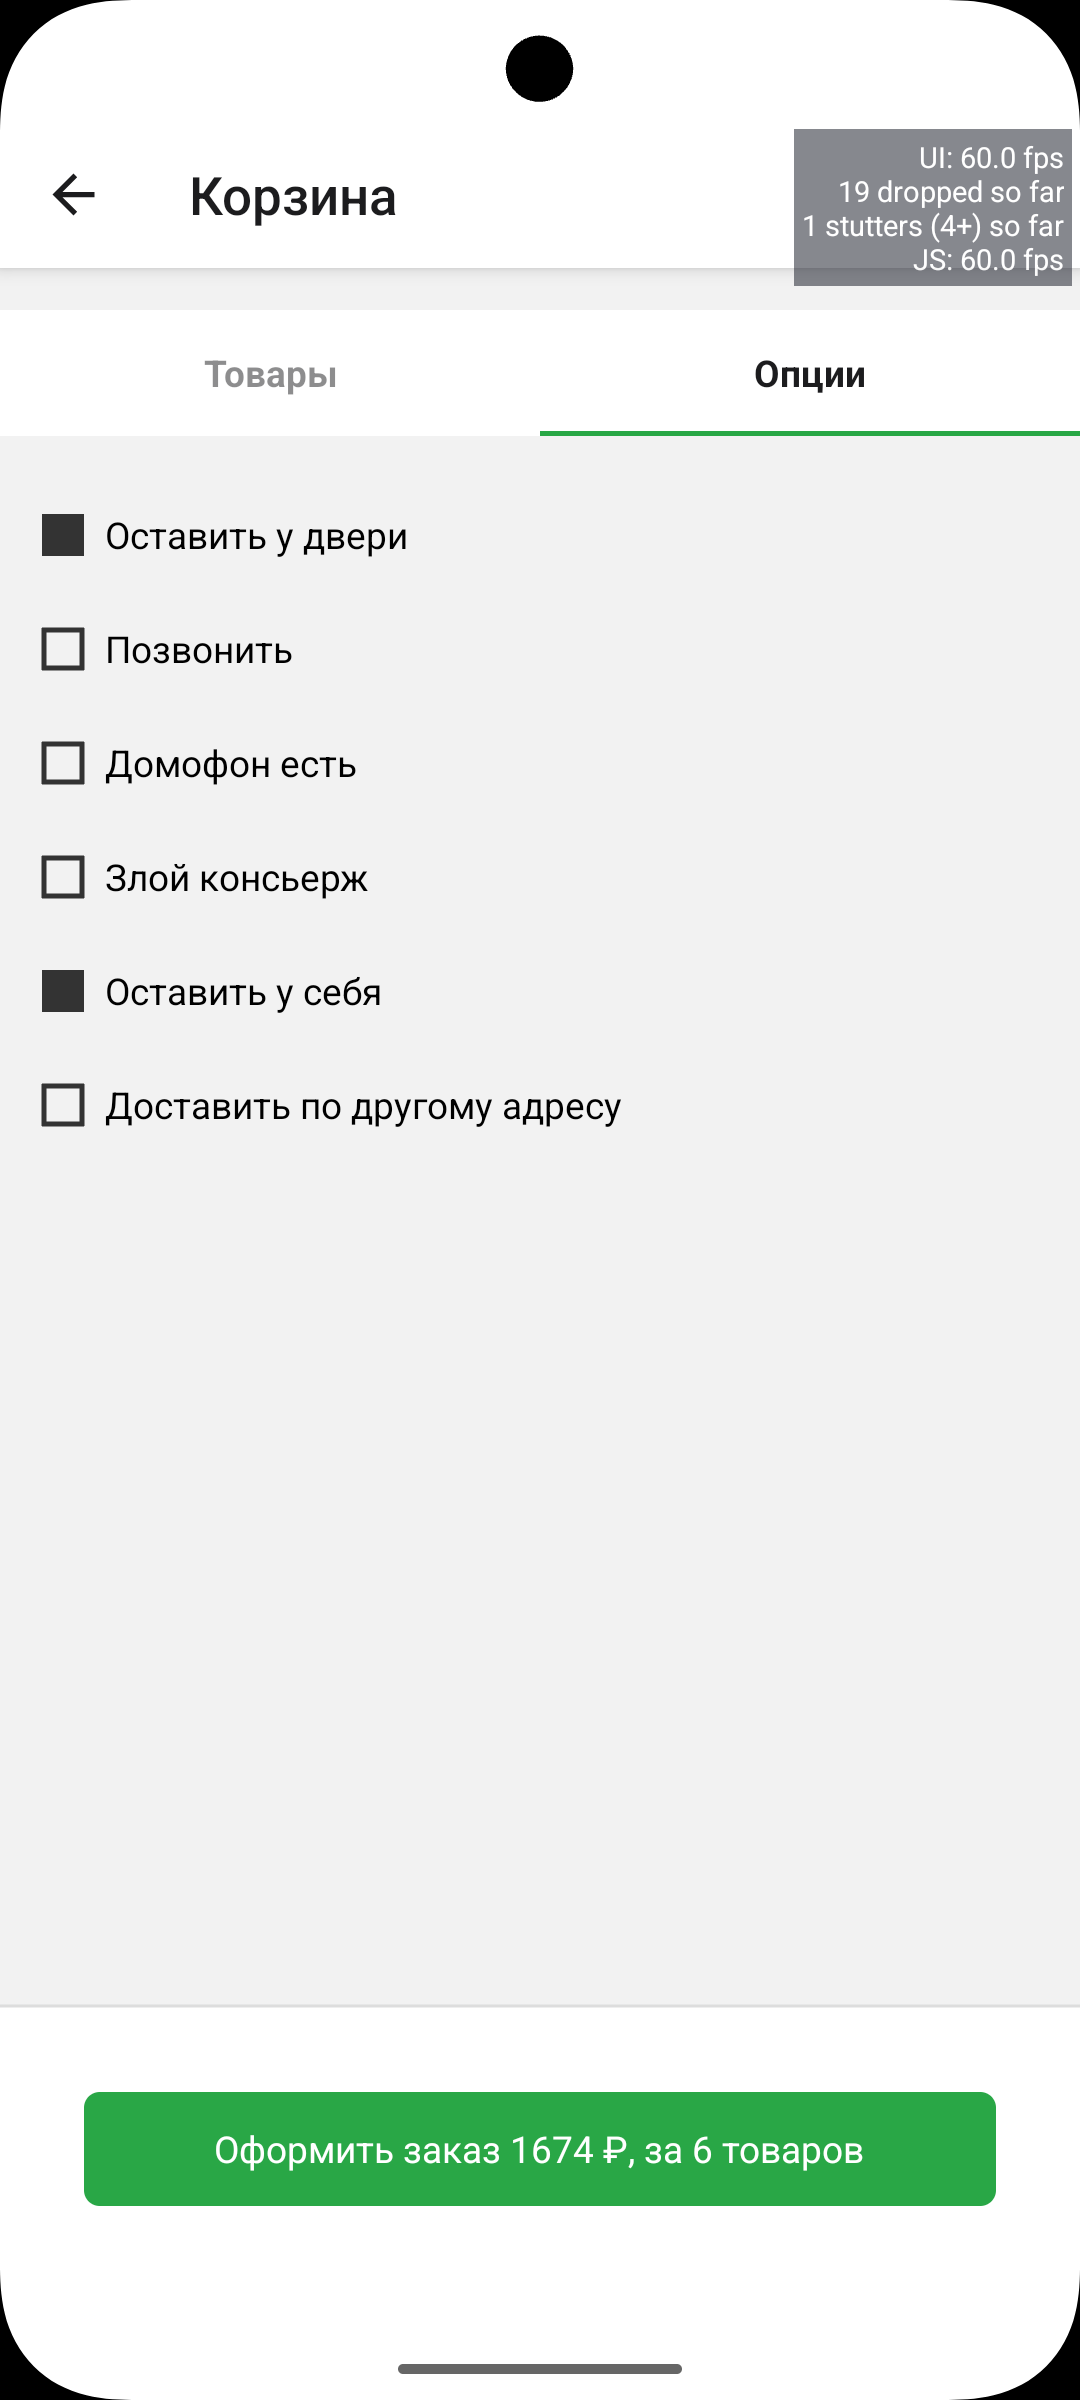 UI: 60.0 fps
19 dropped so far
1 stutters (4+) so far
JS: 60.0 fps
Корзина
Товары
Опции
Оставить у двери
Позвонить
Домофон есть
Злой консьерж
Оставить у себя
Доставить по другому адресу
Оформить заказ 1674 ₽, за 6 товаров